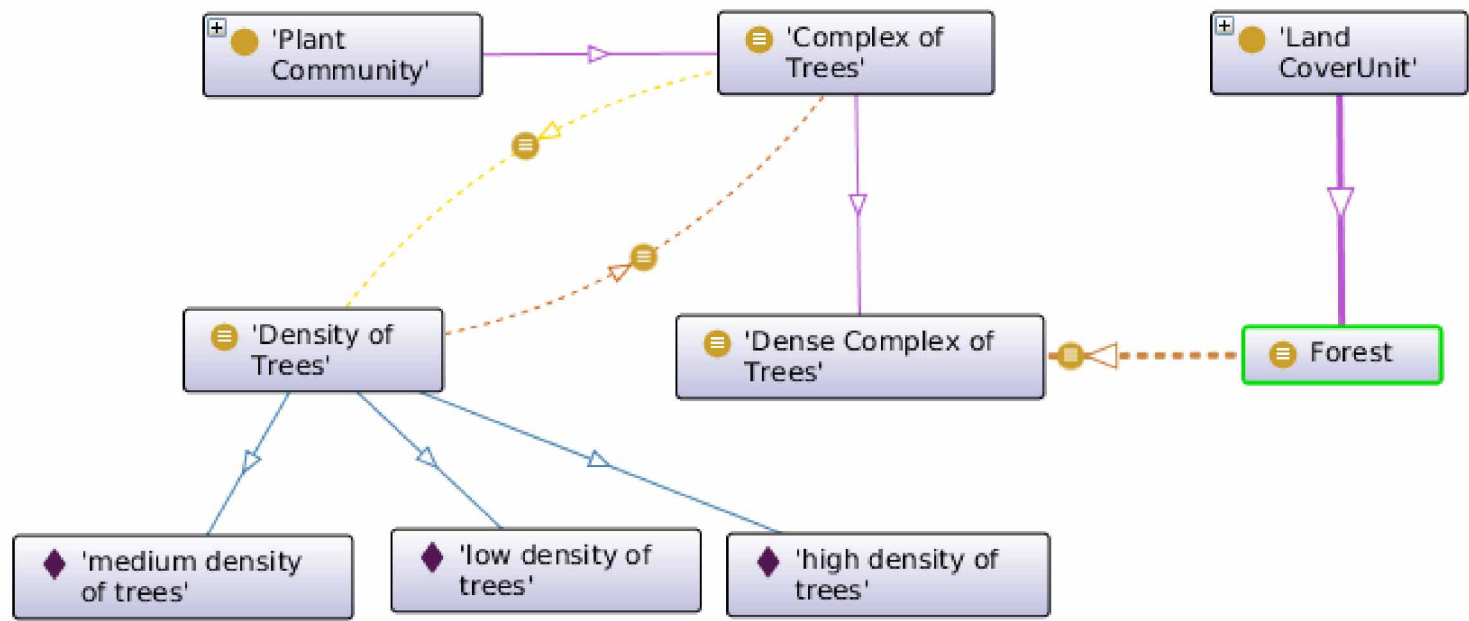 'Plant
Community'
'Complex of
Trees'
'Land
CoverUnit'
'Density of
Trees'
'Dense Complex of
Trees'
Forest
'medium density
of trees'
'low density of
trees'
'high density of
trees'